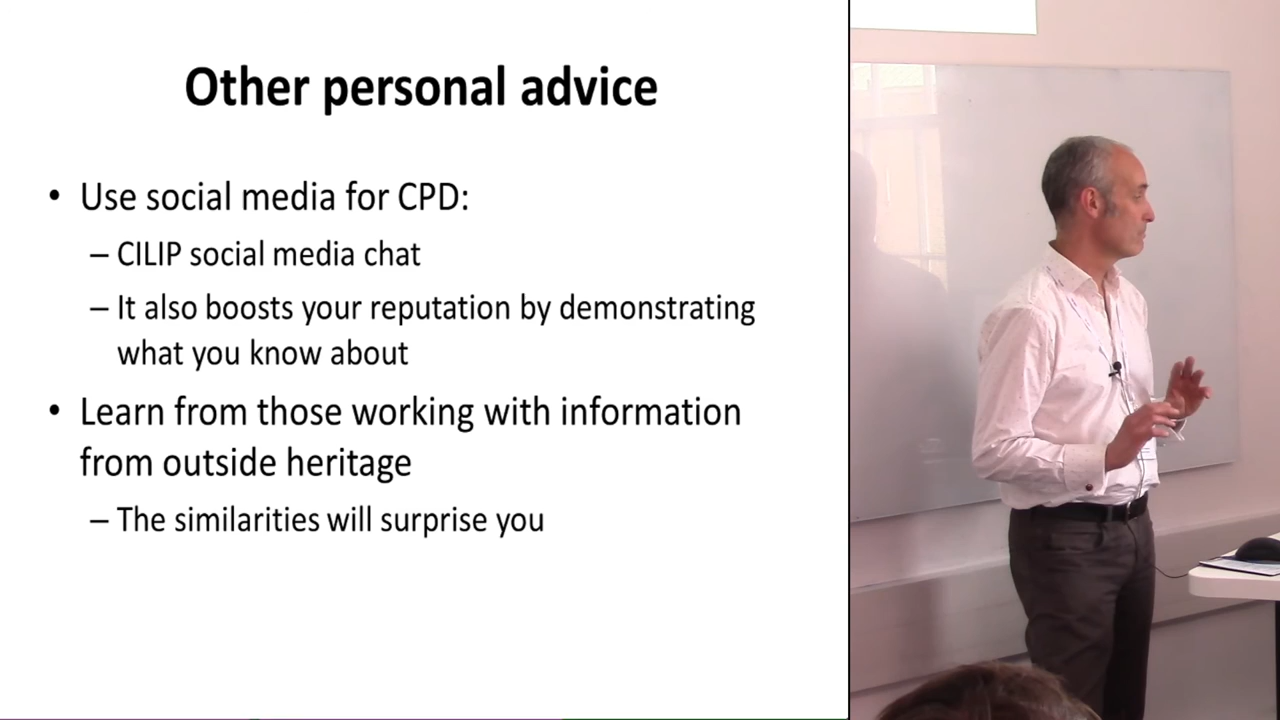 Other personal advice
• Use social media for CPD:
– CILIP social media chat
– It also boosts your reputation by demonstrating
what you know about
• Learn from those working with information
from outside heritage
– The similarities will surprise you